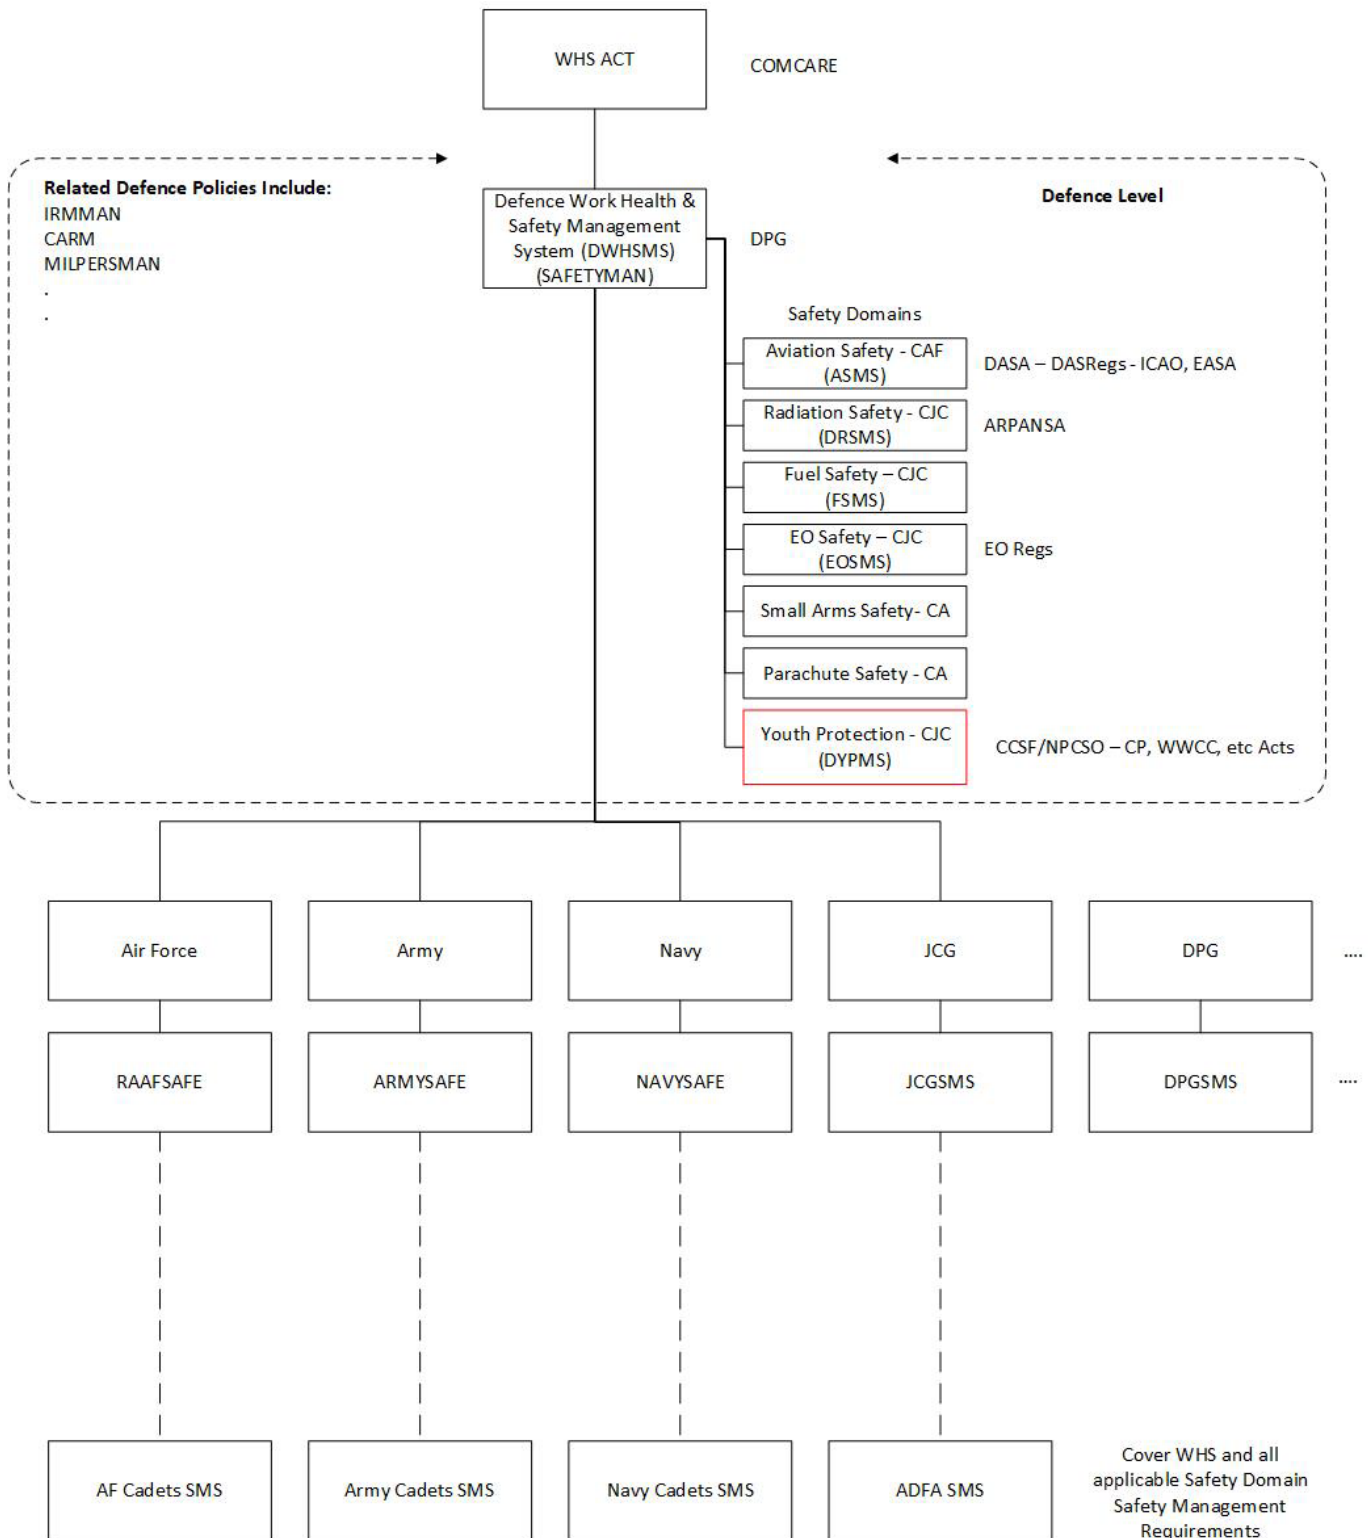 WHS ACT
COMCARE
Related Defence Policies Include:
IRMMAN
CARM
MILPERSMAN
.
.
Defence Work Health &
Safety Management
System (DWHSMS)
(SAFETYMAN)
DPG
Defence Level
Safety Domains
Aviation Safety - CAF
(ASMS)
DASA – DASRegs - ICAO, EASA
Radiation Safety - CJC
(DRSMS)
ARPANSA
Fuel Safety – CJC
(FSMS)
EO Safety – CJC
(EOSMS)
EO Regs
Small Arms Safety- CA
Parachute Safety - CA
Youth Protection - CJC
(DYPMS)
CCSF/NPCSO – CP, WWCC, etc Acts
Air Force
Army
Navy
JCG
DPG
....
RAAFSAFE
ARMYSAFE
NAVYSAFE
JCGSMS
DPGSMS
....
AF Cadets SMS
Army Cadets SMS
Navy Cadets SMS
ADFA SMS
Cover WHS and all
applicable Safety Domain
Safety Management
Requirements